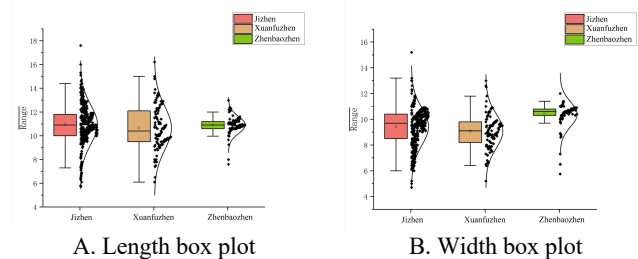 Jizhen
Xuanfuzhen
Zhenbaozhen
18
16
14
12
10
8
6
4
Range
Jizhen Xuanfuzhen Zhenbaozhen
A. Length box plot
Jizhen
Xuanfuzhen
Zhenbaozhen
16
14
12
10
8
6
4
Range
Jizhen Xuanfuzhen Zhenbaozhen
B. Width box plot